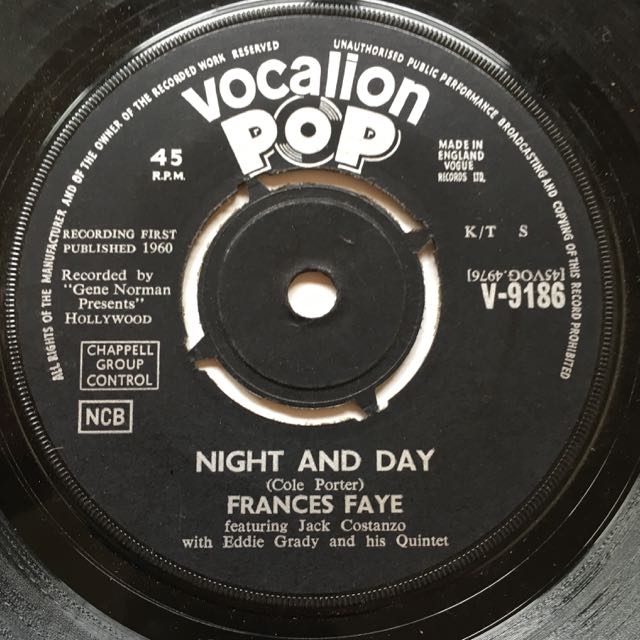 ALL RIGHTS OF THE MANUFACTURER AND OF THE OWNER OF THE RECORDED WORK RESERVED
UNAUTHORISED PUBLIC PERFORMANCE BROADCASTING AND COPYING OF THIS RECORD PROHIBITED
vocalion
POP
45
R.P.M.
MADE IN
ENGLAND
VOGUE
RECORDS LTD.
RECORDING FIRST
PUBLISHED 1960
K/T S
Recorded by
"Gene Norman
Presents"
HOLLYWOOD
[45VOG.4976]
V-9186
CHAPPELL
GROUP
CONTROL
NCB
NIGHT AND DAY
(Cole Porter)
FRANCES FAYE
featuring Jack Costanzo
with Eddie Grady and his Quintet